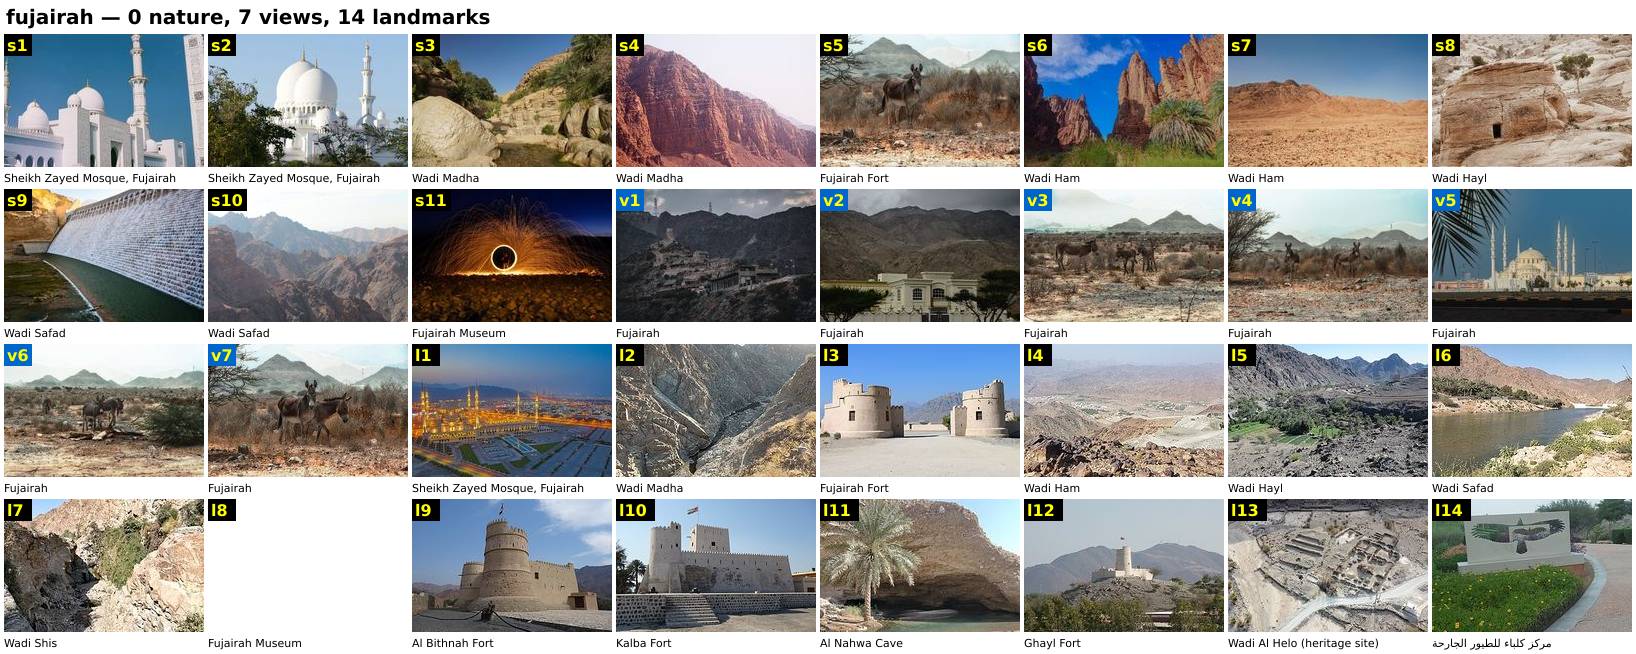 fujairah — 0 nature, 7 views, 14 landmarks
s1
s2
s3
s4
s5
s6
s7
s8
Sheikh Zayed Mosque, Fujairah
Sheikh Zayed Mosque, Fujairah
Wadi Madha
Wadi Madha
Fujairah Fort
Wadi Ham
Wadi Ham
Wadi Hayl
s9
s10
s11
v1
v2
v3
v4
v5
Wadi Safad
Wadi Safad
Fujairah Museum
Fujairah
Fujairah
Fujairah
Fujairah
Fujairah
v6
v7
l1
l2
l3
l4
l5
l6
Fujairah
Fujairah
Sheikh Zayed Mosque, Fujairah
Wadi Madha
Fujairah Fort
Wadi Ham
Wadi Hayl
Wadi Safad
l7
l8
l9
l10
l11
l12
l13
l14
Wadi Shis
Fujairah Museum
Al Bithnah Fort
Kalba Fort
Al Nahwa Cave
Ghayl Fort
Wadi Al Helo (heritage site)
مركز كلباء للطيور الجارحة